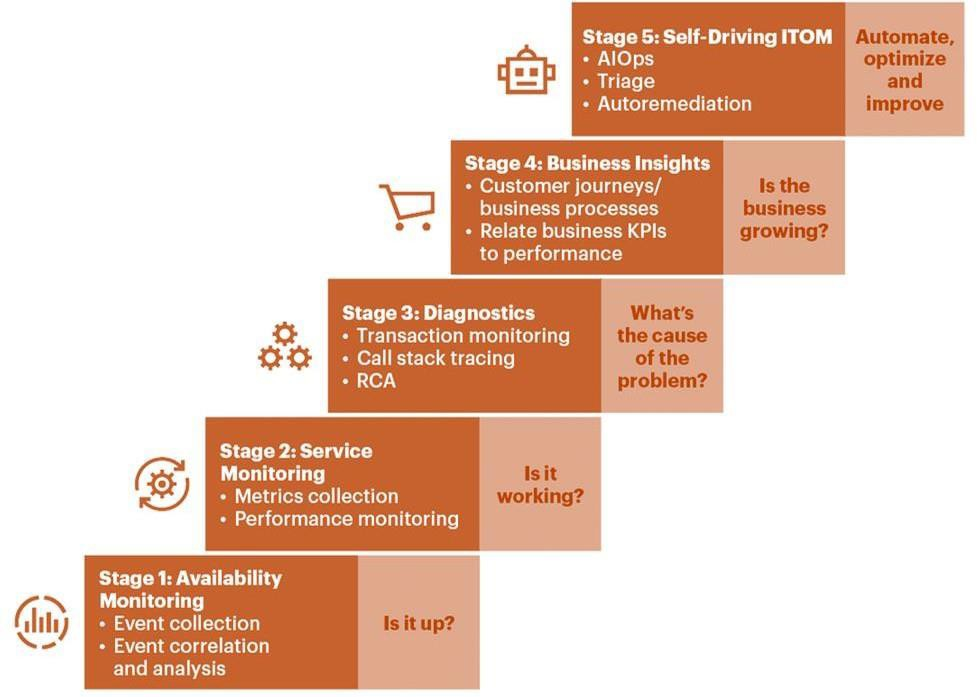 Stage 5: Self-Driving ITOM
• AIOps
• Triage
• Autoremediation
Automate,
optimize
and
improve
Stage 4: Business Insights
• Customer journeys/
business processes
• Relate business KPIs
to performance
Is the
business
growing?
Stage 3: Diagnostics
• Transaction monitoring
• Call stack tracing
• RCA
What's
the cause
of the
problem?
Stage 2: Service
Monitoring
• Metrics collection
• Performance monitoring
Is it
working?
Stage 1: Availability
Monitoring
• Event collection
• Event correlation
and analysis
Is it up?